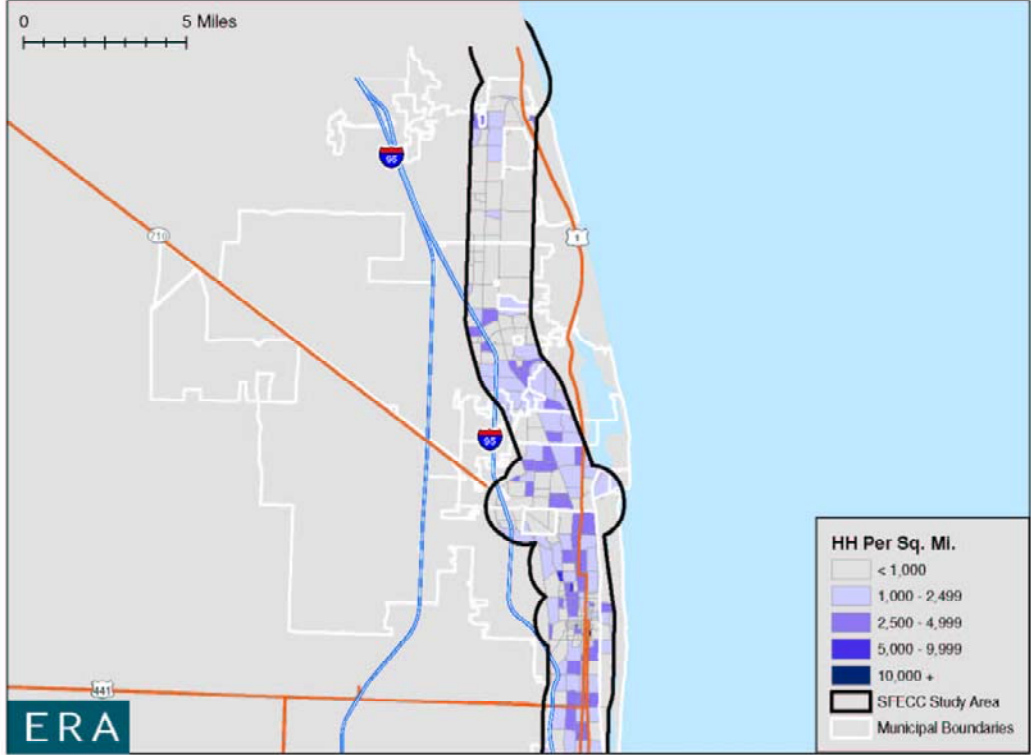 0 5 Miles
95
710
1
95
HH Per Sq. Mi.
< 1,000
1,000 - 2,499
2,500 - 4,999
5,000 - 9,999
10,000 +
SFECC Study Area
Municipal Boundaries
441
ERA